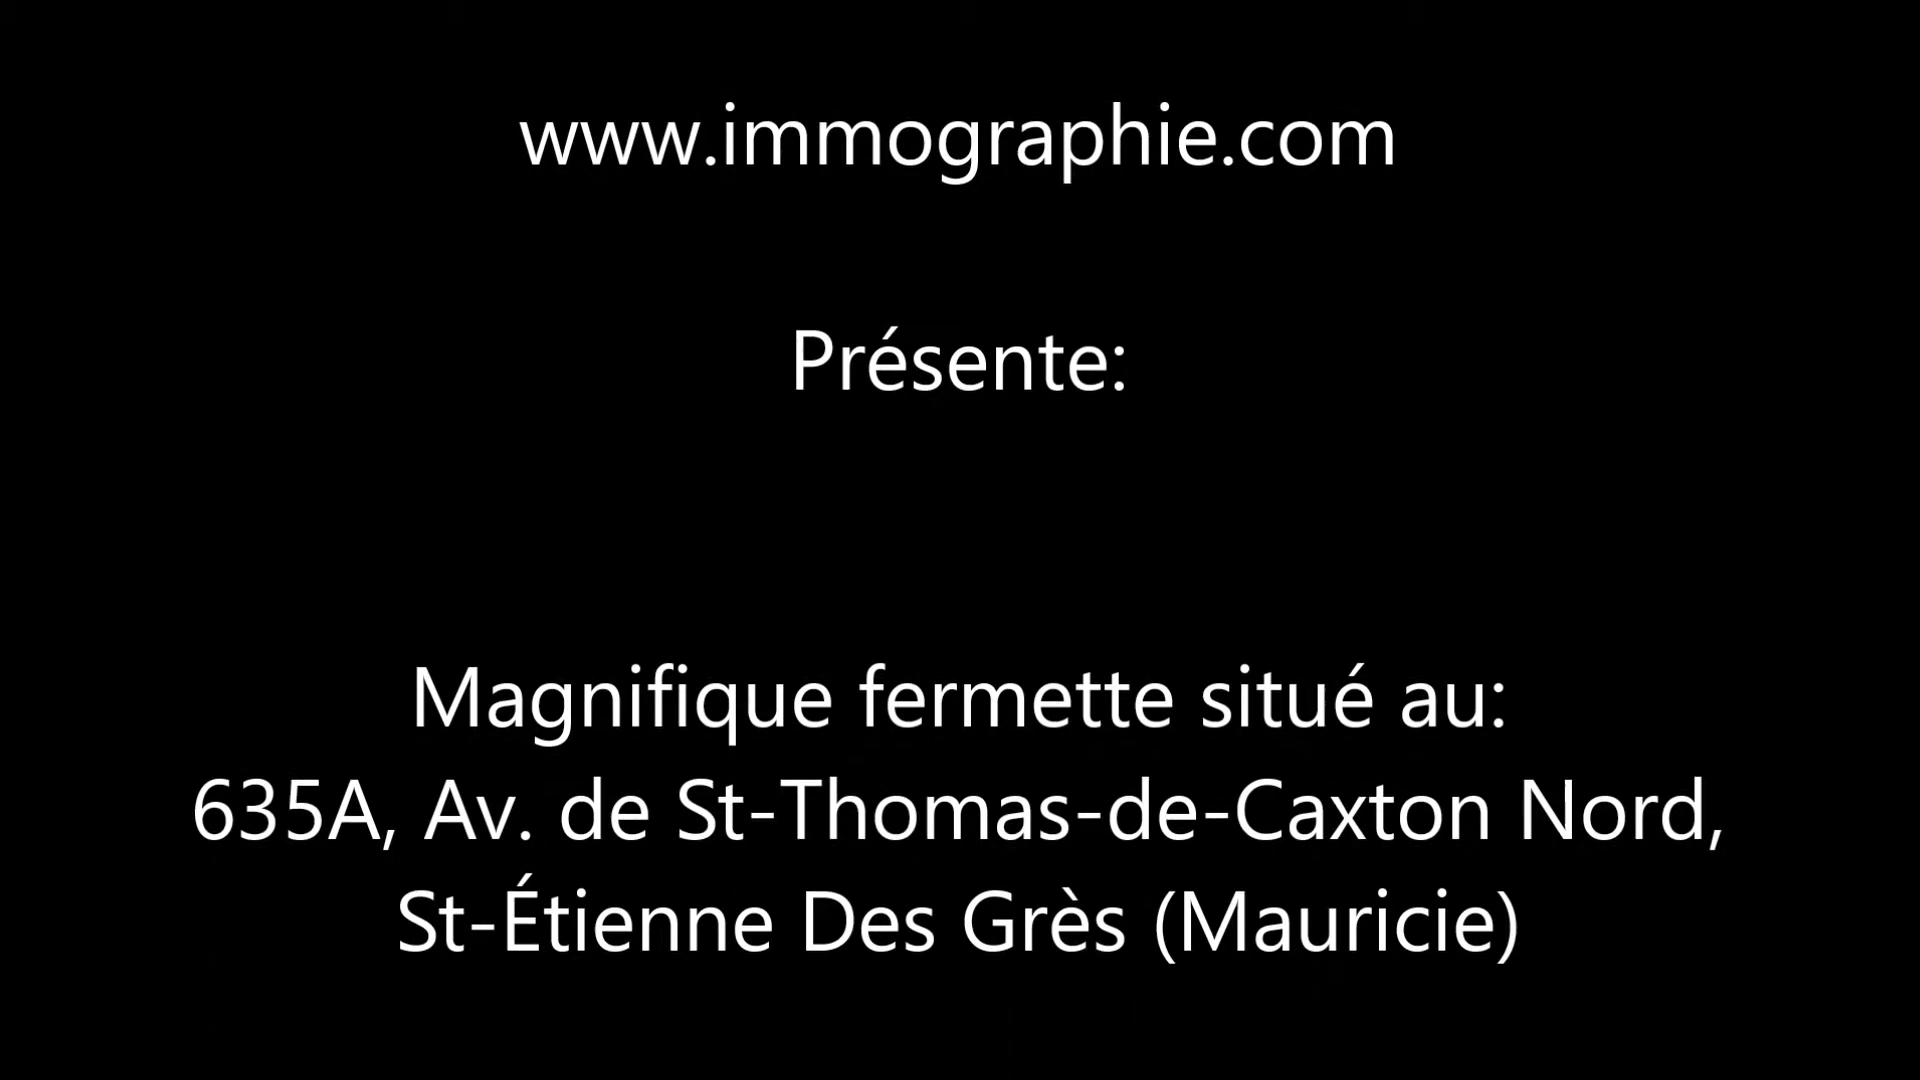 www.immographie.com
Présente:
Magnifique fermette situé au:
635A, Av. de St-Thomas-de-Caxton Nord,
St-Étienne Des Grès (Mauricie)